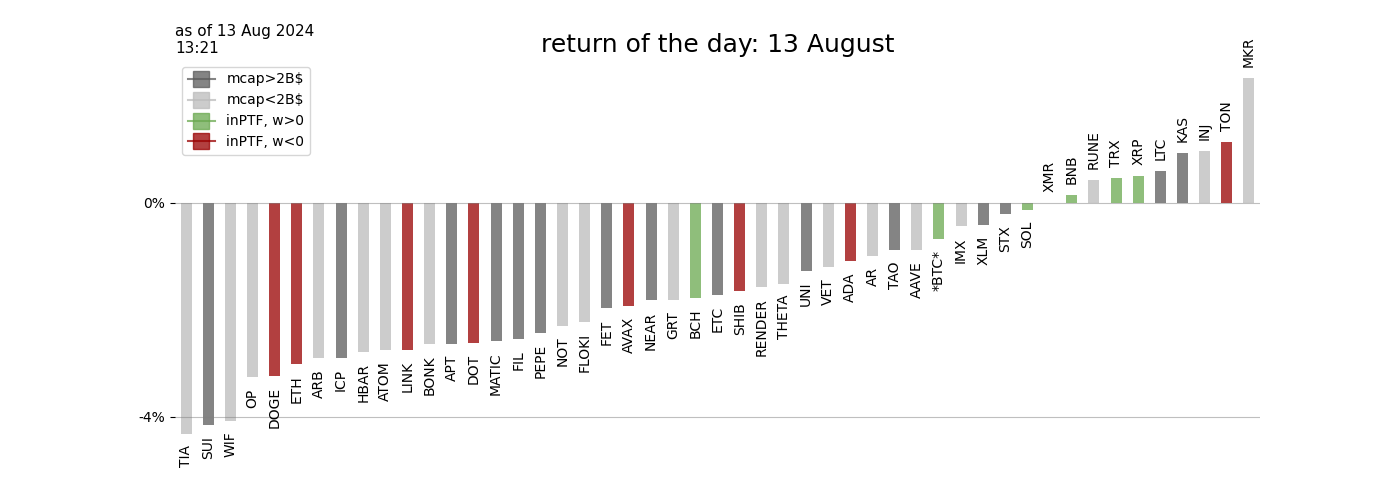 as of 13 Aug 2024
13:21
return of the day: 13 August
mcap>2B$
mcap<2B$
inPTF, w>0
inPTF, w<0
0%
-4%
TIA
SUI
WIF
OP
DOGE
ETH
ARB
ICP
HBAR
ATOM
LINK
BONK
APT
DOT
MATIC
FIL
PEPE
NOT
FLOKI
FET
AVAX
NEAR
GRT
BCH
ETC
SHIB
RENDER
THETA
UNI
VET
ADA
AR
TAO
AAVE
*BTC*
IMX
XLM
STX
SOL
XMR
BNB
RUNE
TRX
XRP
LTC
KAS
INJ
TON
MKR